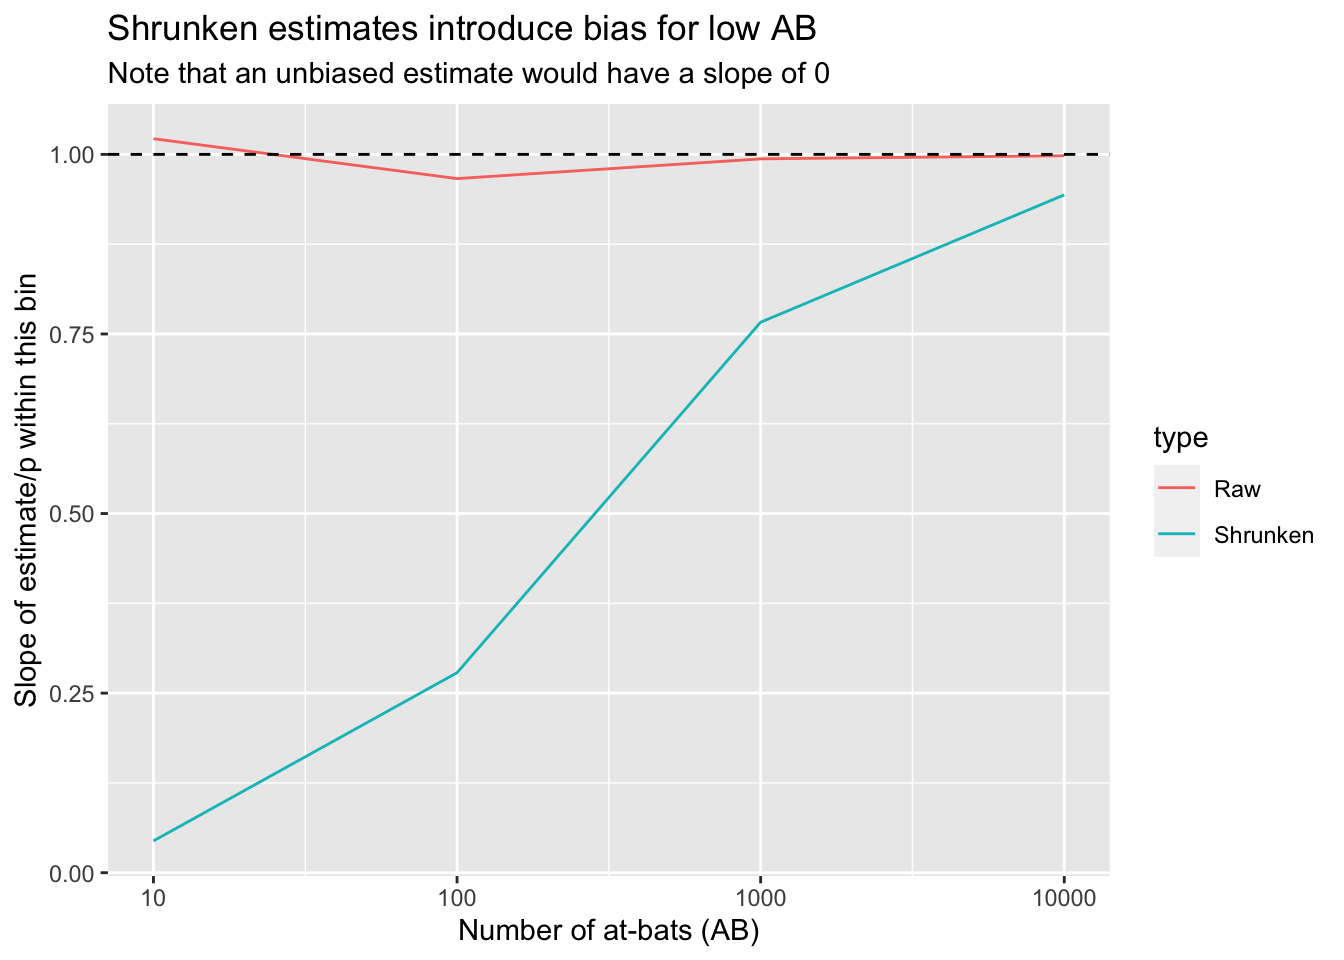 Shrunken estimates introduce bias for low AB
Note that an unbiased estimate would have a slope of 0
Slope of estimate/p within this bin
1.00
0.75
0.50
0.25
0.00
10
100
1000
10000
Number of at-bats (AB)
type
Raw
Shrunken